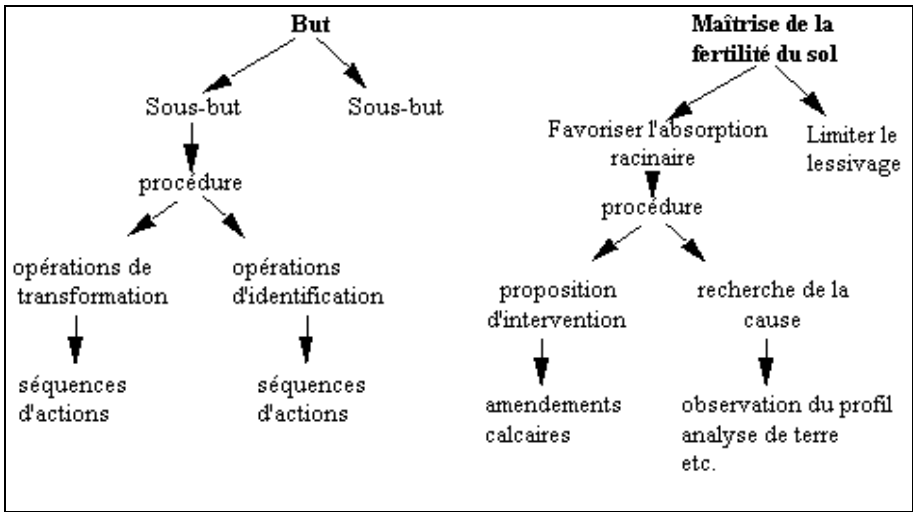 But
Sous-but
Sous-but
procédure
opérations de
transformation
opérations
d'identification
séquences
d'actions
séquences
d'actions
Maîtrise de la
fertilité du sol
Favoriser l'absorption
racinaire
Limiter le
lessivage
procédure
proposition
d'intervention
recherche de la
cause
amendements
calcaires
observation du profil
analyse de terre
etc.